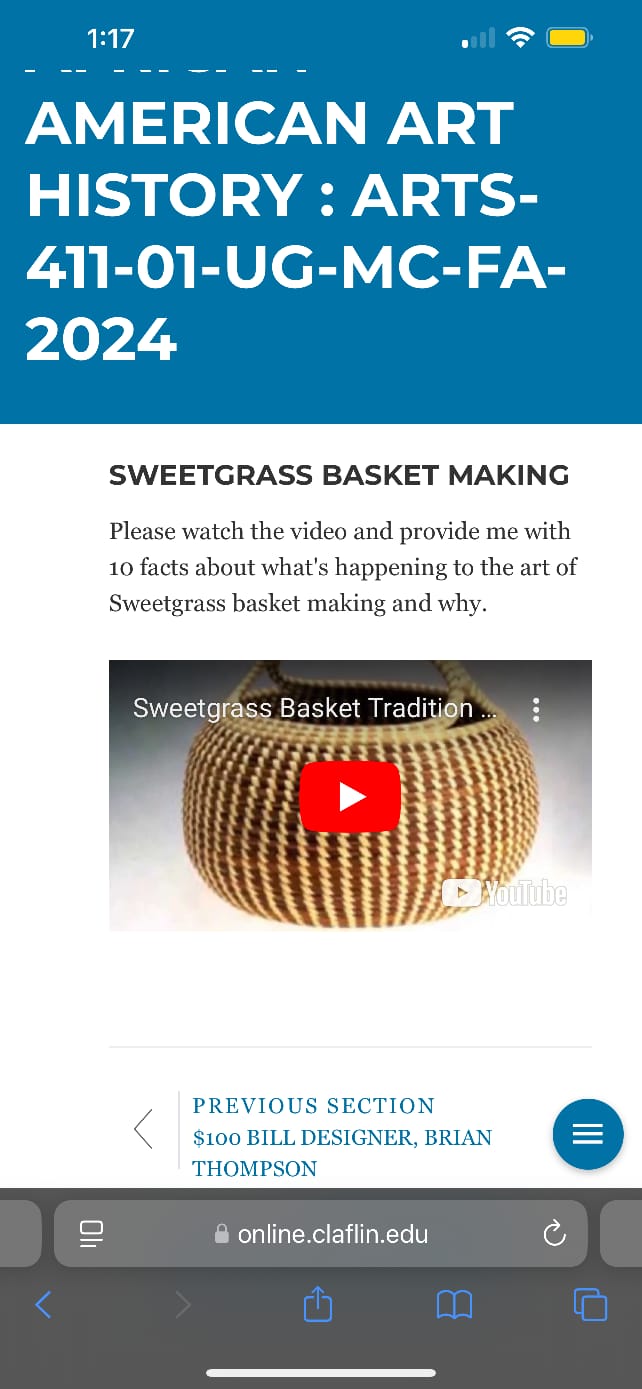 1:17
AMERICAN ART
HISTORY : ARTS-
411-01-UG-MC-FA-
2024
SWEETGRASS BASKET MAKING
Please watch the video and provide me with
10 facts about what's happening to the art of
Sweetgrass basket making and why.
Sweetgrass Basket Tradition ...
YouTube
PREVIOUS SECTION
$100 BILL DESIGNER, BRIAN
THOMPSON
online.claflin.edu